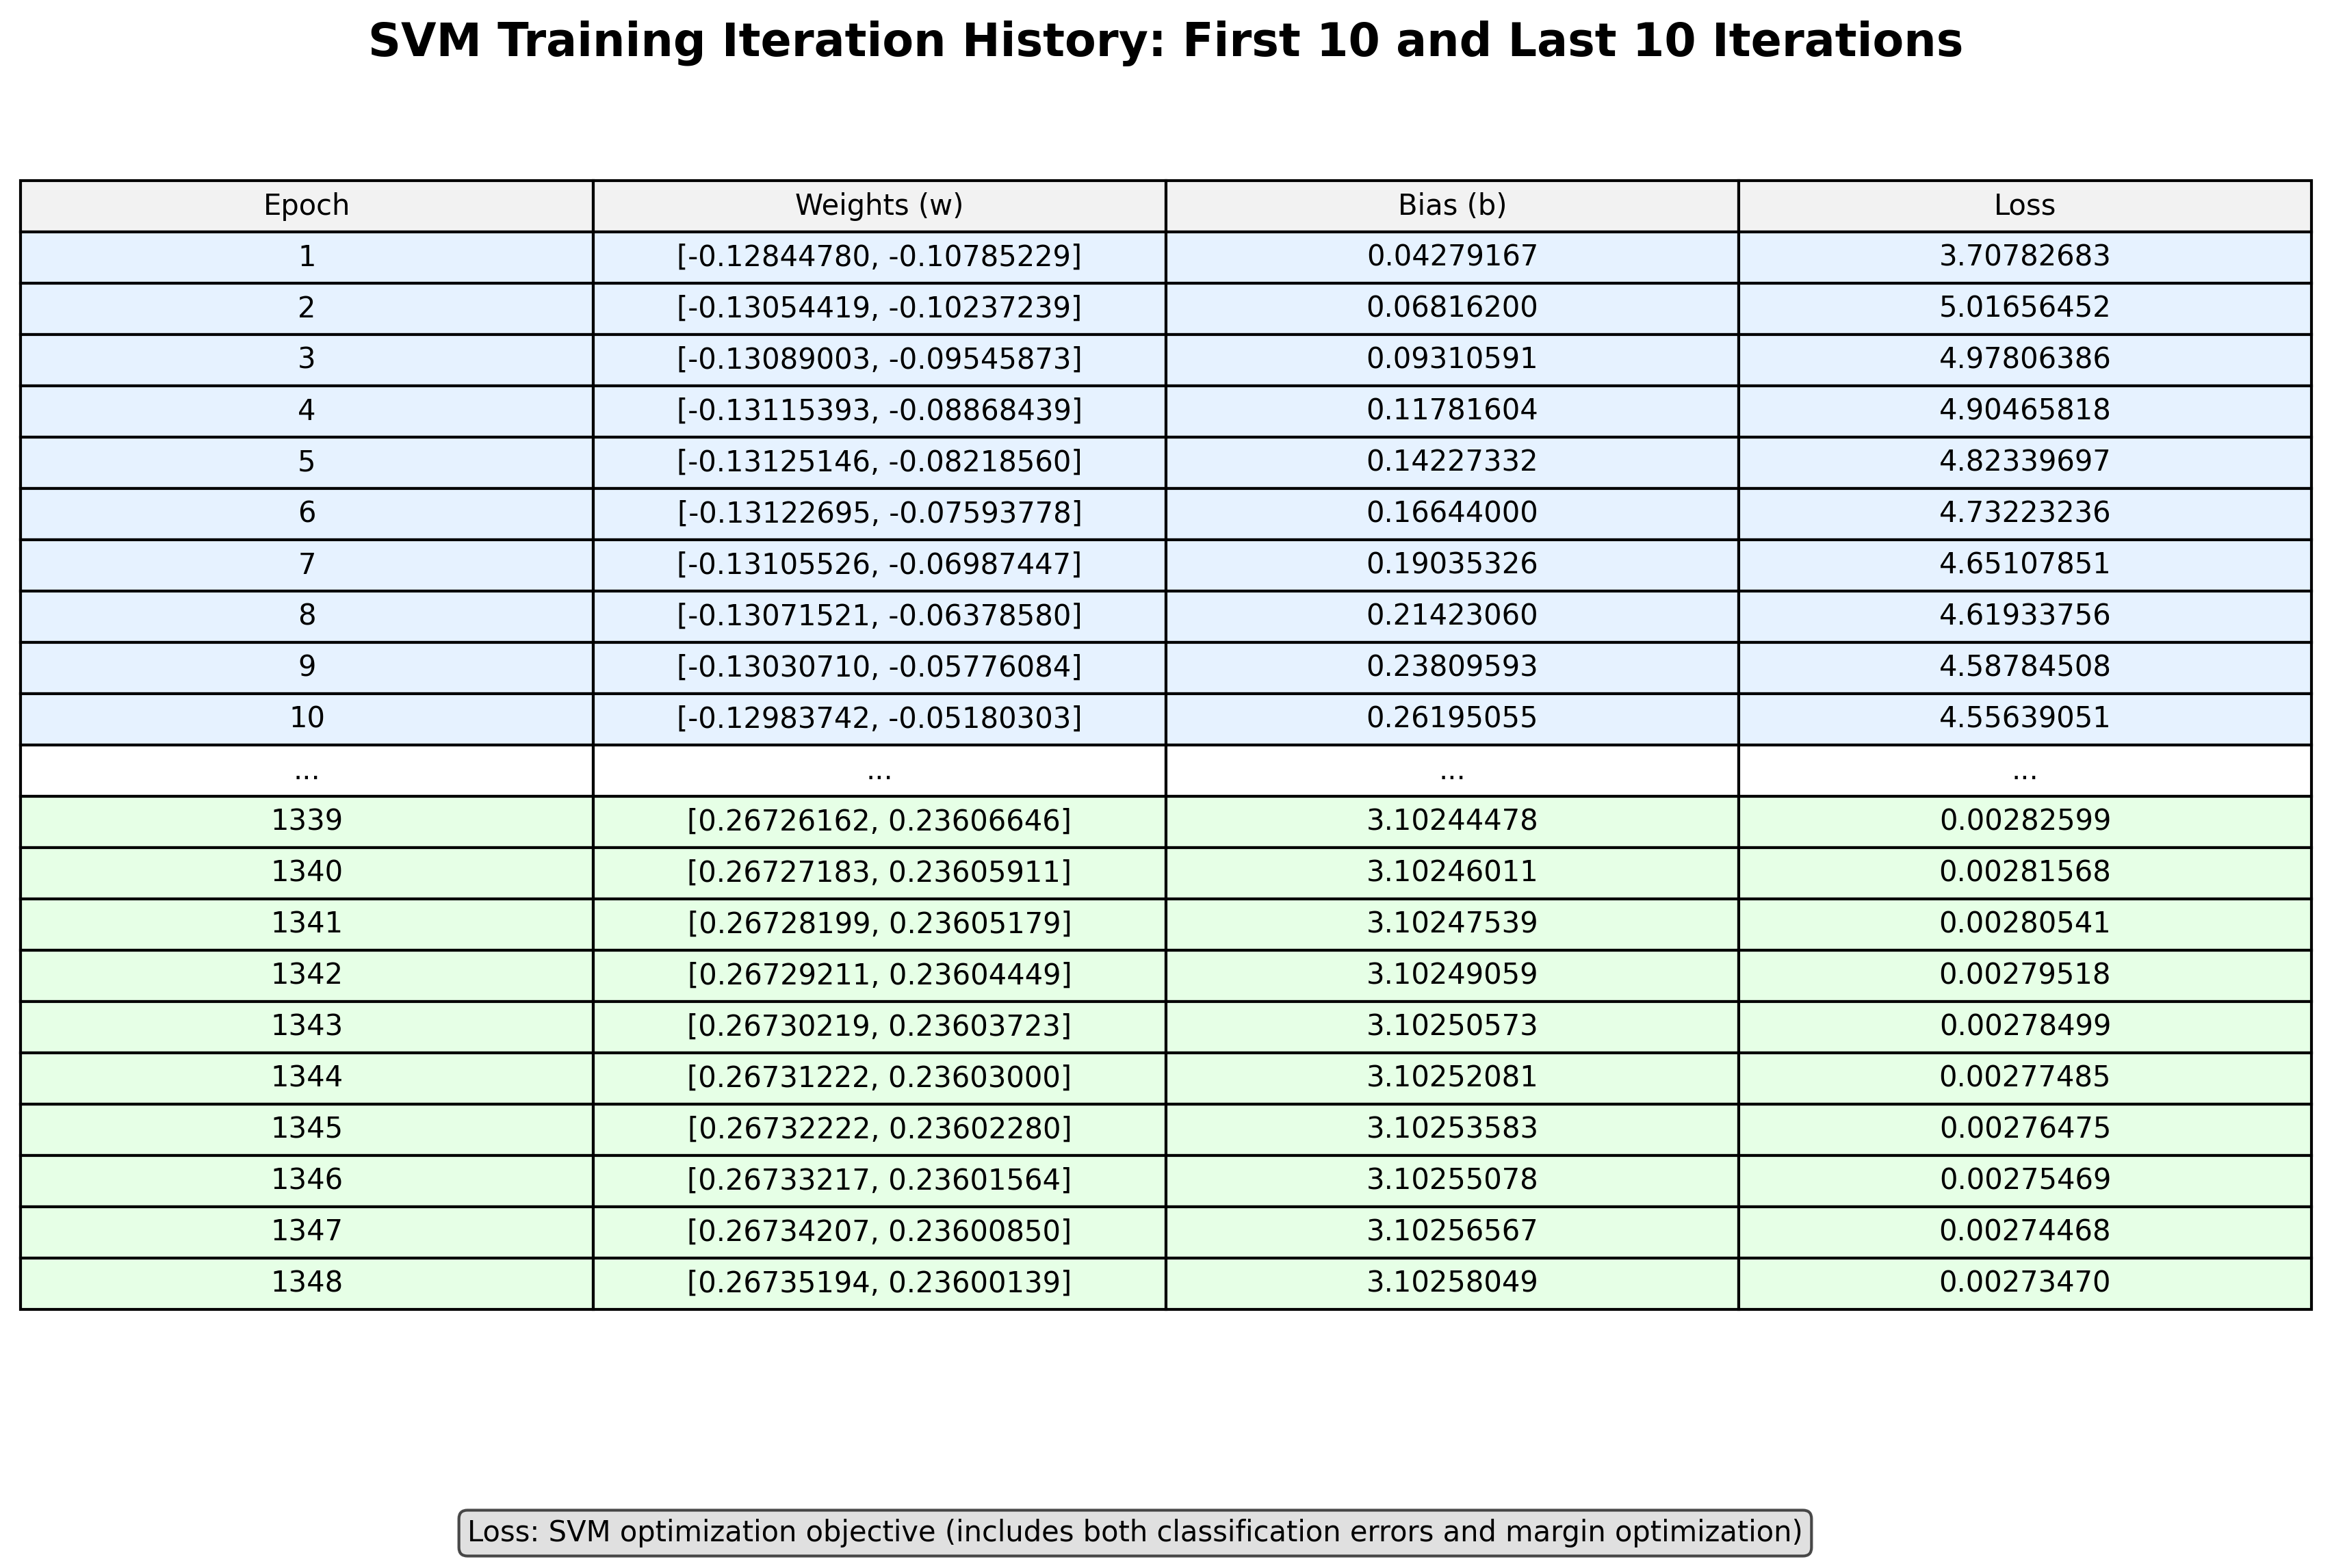 SVM Training Iteration History: First 10 and Last 10 Iterations
Epoch Weights (w) Bias (b) Loss
1 [-0.12844780, -0.10785229] 0.04279167 3.70782683
2 [-0.13054419, -0.10237239] 0.06816200 5.01656452
3 [-0.13089003, -0.09545873] 0.09310591 4.97806386
4 [-0.13115393, -0.08868439] 0.11781604 4.90465818
5 [-0.13125146, -0.08218560] 0.14227332 4.82339697
6 [-0.13122695, -0.07593778] 0.16644000 4.73223236
7 [-0.13105526, -0.06987447] 0.19035326 4.65107851
8 [-0.13071521, -0.06378580] 0.21423060 4.61933756
9 [-0.13030710, -0.05776084] 0.23809593 4.58784508
10 [-0.12983742, -0.05180303] 0.26195055 4.55639051
... ... ... ...
1339 [0.26726162, 0.23606646] 3.10244478 0.00282599
1340 [0.26727183, 0.23605911] 3.10246011 0.00281568
1341 [0.26728199, 0.23605179] 3.10247539 0.00280541
1342 [0.26729211, 0.23604449] 3.10249059 0.00279518
1343 [0.26730219, 0.23603723] 3.10250573 0.00278499
1344 [0.26731222, 0.23603000] 3.10252081 0.00277485
1345 [0.26732222, 0.23602280] 3.10253583 0.00276475
1346 [0.26733217, 0.23601564] 3.10255078 0.00275469
1347 [0.26734207, 0.23600850] 3.10256567 0.00274468
1348 [0.26735194, 0.23600139] 3.10258049 0.00273470
Loss: SVM optimization objective (includes both classification errors and margin optimization)